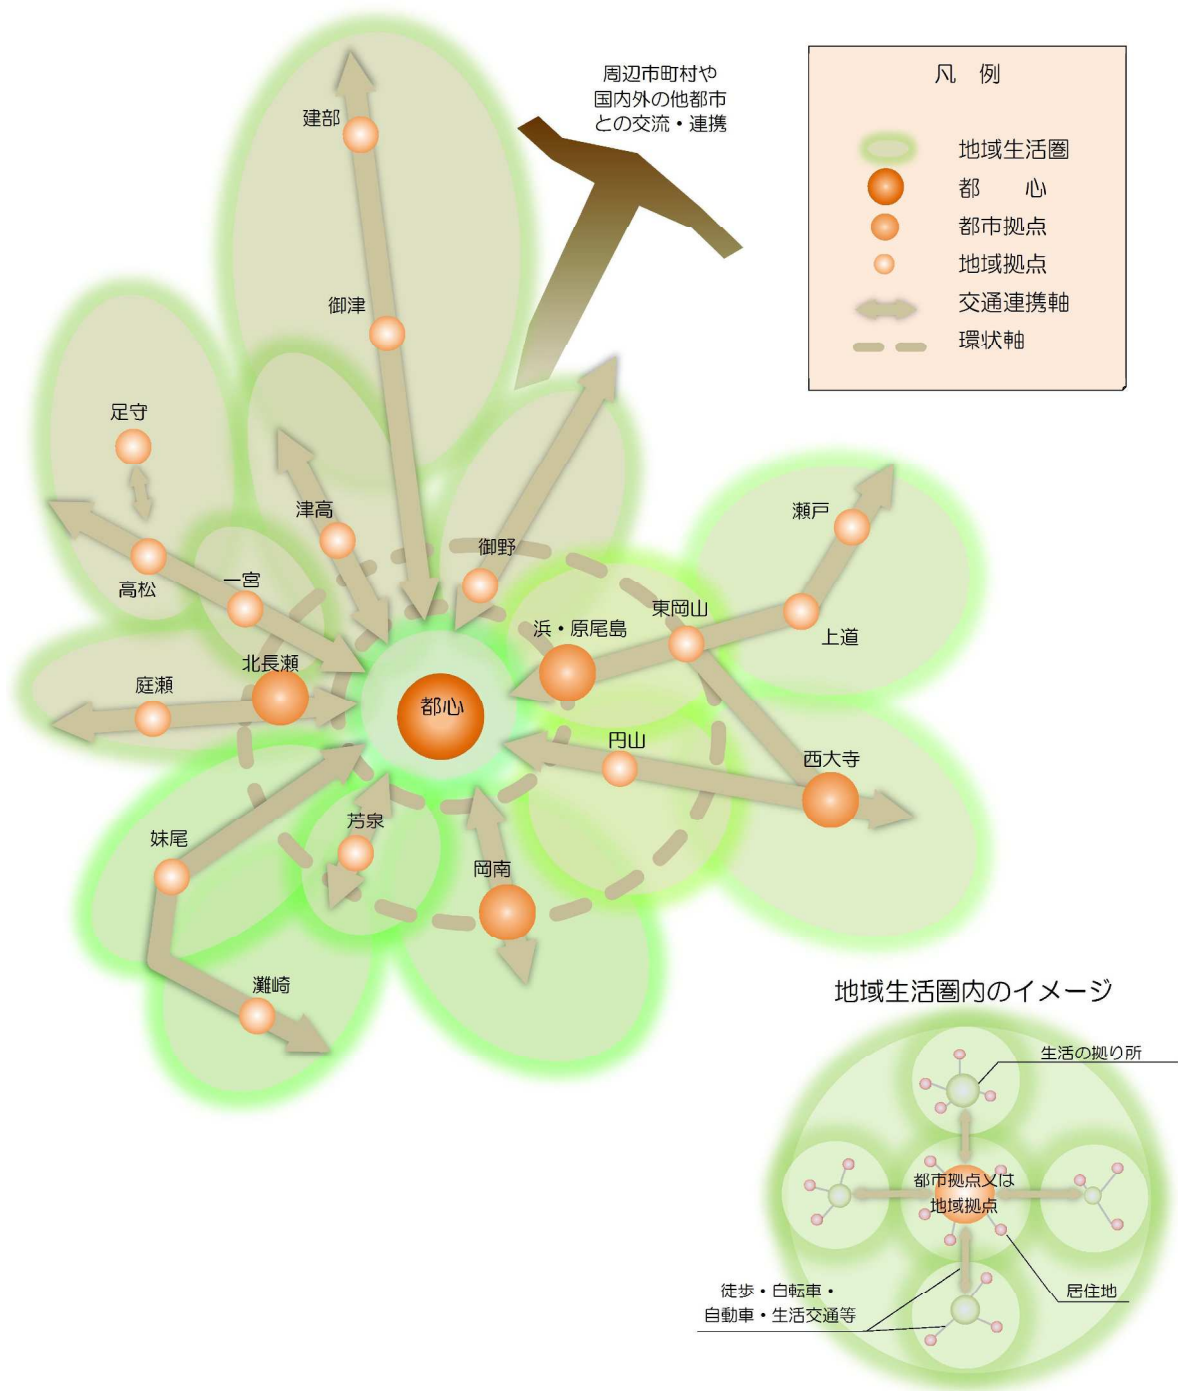 周辺市町村や
国内外の他都市
との交流・連携
凡　例
地域生活圏
都　　心
都市拠点
地域拠点
交通連携軸
環状軸
建部
御津
足守
津高
御野
瀬戸
高松
一宮
浜・原尾島
東岡山
上道
北長瀬
庭瀬
都心
円山
西大寺
妹尾
芳泉
岡南
灘崎
地域生活圏内のイメージ
生活の拠り所
都市拠点又は
地域拠点
徒歩・自転車・
自動車・生活交通等
居住地